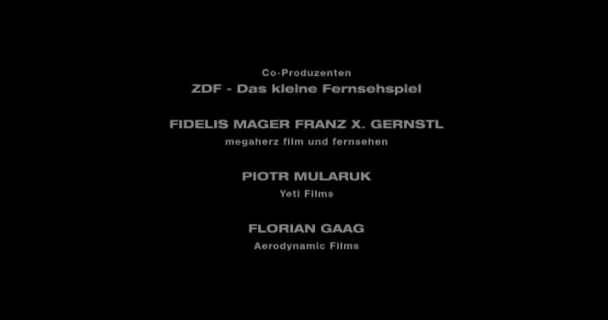 Co-Produzenten
ZDF - Das kleine Fernsehspiel
FIDELIS MAGER FRANZ X. GERNSTL
megaherz film und fernsehen
PIOTR MULARUK
Yeti Films
FLORIAN GAAG
Aerodynamic Films